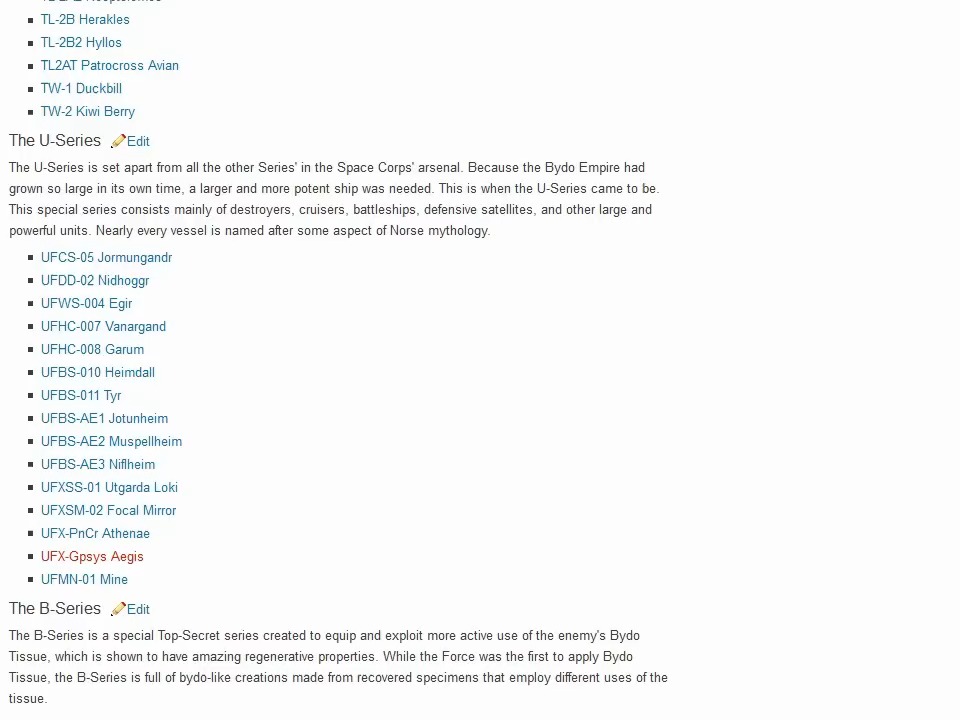 TL-2B Herakles
TL-2B2 Hyllos
TL2AT Patrocross Avian
TW-1 Duckbill
TW-2 Kiwi Berry
The U-Series Edit
The U-Series is set apart from all the other Series' in the Space Corps' arsenal. Because the Bydo Empire had
grown so large in its own time, a larger and more potent ship was needed. This is when the U-Series came to be.
This special series consists mainly of destroyers, cruisers, battleships, defensive satellites, and other large and
powerful units. Nearly every vessel is named after some aspect of Norse mythology.
UFCS-05 Jormungandr
UFDD-02 Nidhoggr
UFWS-004 Egir
UFHC-007 Vanargand
UFHC-008 Garum
UFBS-010 Heimdall
UFBS-011 Tyr
UFBS-AE1 Jotunheim
UFBS-AE2 Muspellheim
UFBS-AE3 Niflheim
UFXSS-01 Utgarda Loki
UFXSM-02 Focal Mirror
UFX-PnCr Athenae
UFX-Gpsys Aegis
UFMN-01 Mine
The B-Series Edit
The B-Series is a special Top-Secret series created to equip and exploit more active use of the enemy's Bydo
Tissue, which is shown to have amazing regenerative properties. While the Force was the first to apply Bydo
Tissue, the B-Series is full of bydo-like creations made from recovered specimens that employ different uses of the
tissue.